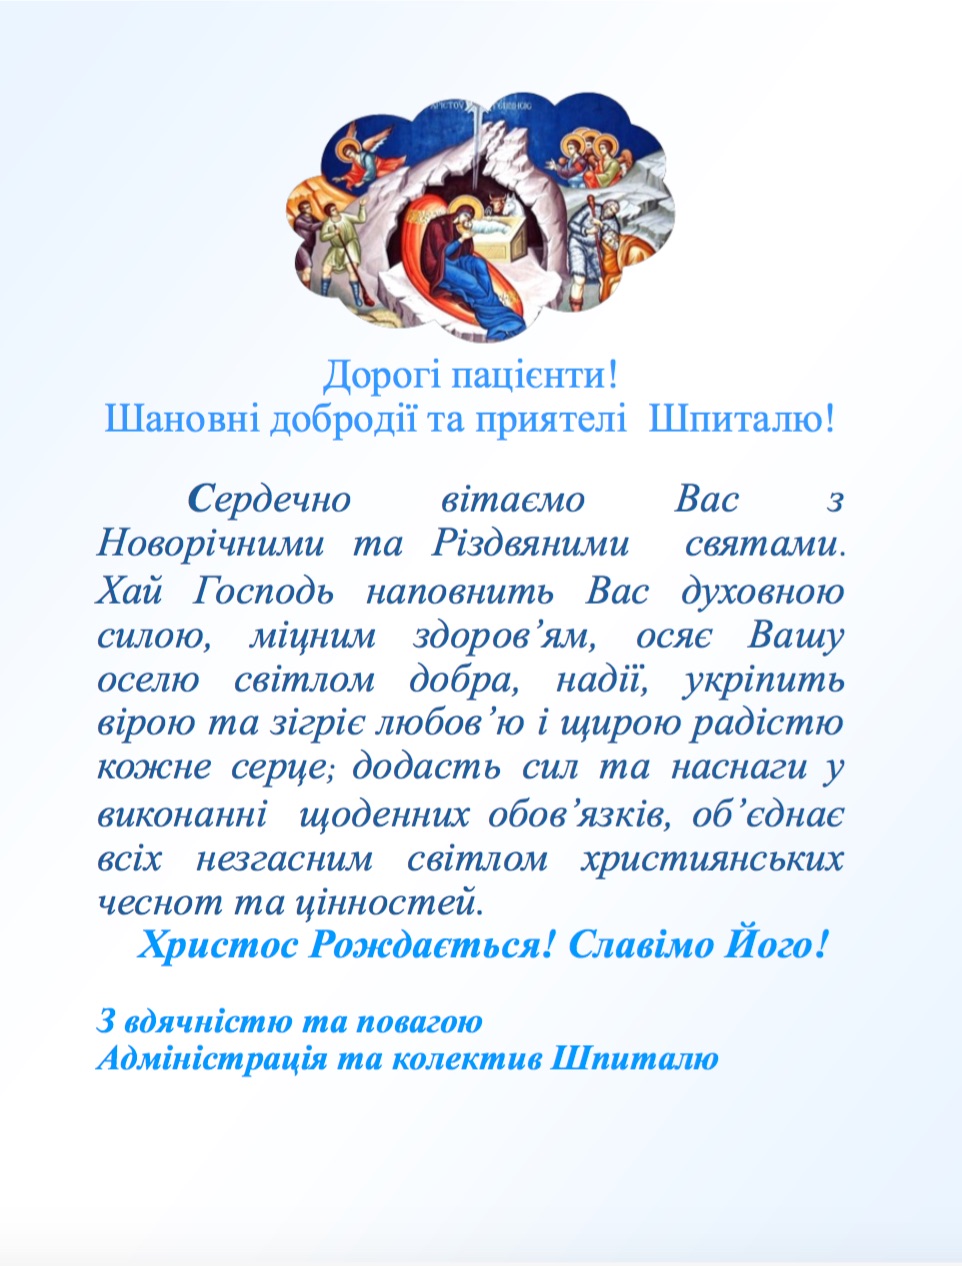 Дорогі пацієнти!
Шановні добродії та приятелі Шпиталю!
Сердечно вітаємо Вас з
Новорічними та Різдвяними святами.
Хай Господь наповнить Вас духовною
силою, міцним здоров’ям, осяє Вашу
оселю світлом добра, надії, укріпить
вірою та зігріє любов’ю і щирою радістю
кожне серце; додасть сил та наснаги у
виконанні щоденних обов’язків, об’єднає
всіх незгасним світлом християнських
чеснот та цінностей.
Христос Рождається! Славімо Його!
З вдячністю та повагою
Адміністрація та колектив Шпиталю